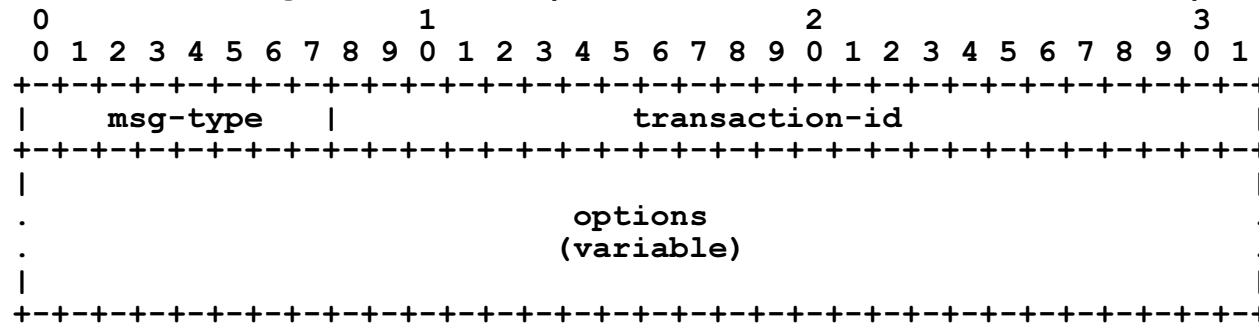 0                   1                   2                   3
0 1 2 3 4 5 6 7 8 9 0 1 2 3 4 5 6 7 8 9 0 1 2 3 4 5 6 7 8 9 0 1
+-+-+-+-+-+-+-+-+-+-+-+-+-+-+-+-+-+-+-+-+-+-+-+-+-+-+-+-+-+-+-+-+
|    msg-type   |               transaction-id                  |
+-+-+-+-+-+-+-+-+-+-+-+-+-+-+-+-+-+-+-+-+-+-+-+-+-+-+-+-+-+-+-+-+
|                                                               |
.                            options                            .
.                           (variable)                          .
|                                                               |
+-+-+-+-+-+-+-+-+-+-+-+-+-+-+-+-+-+-+-+-+-+-+-+-+-+-+-+-+-+-+-+-+